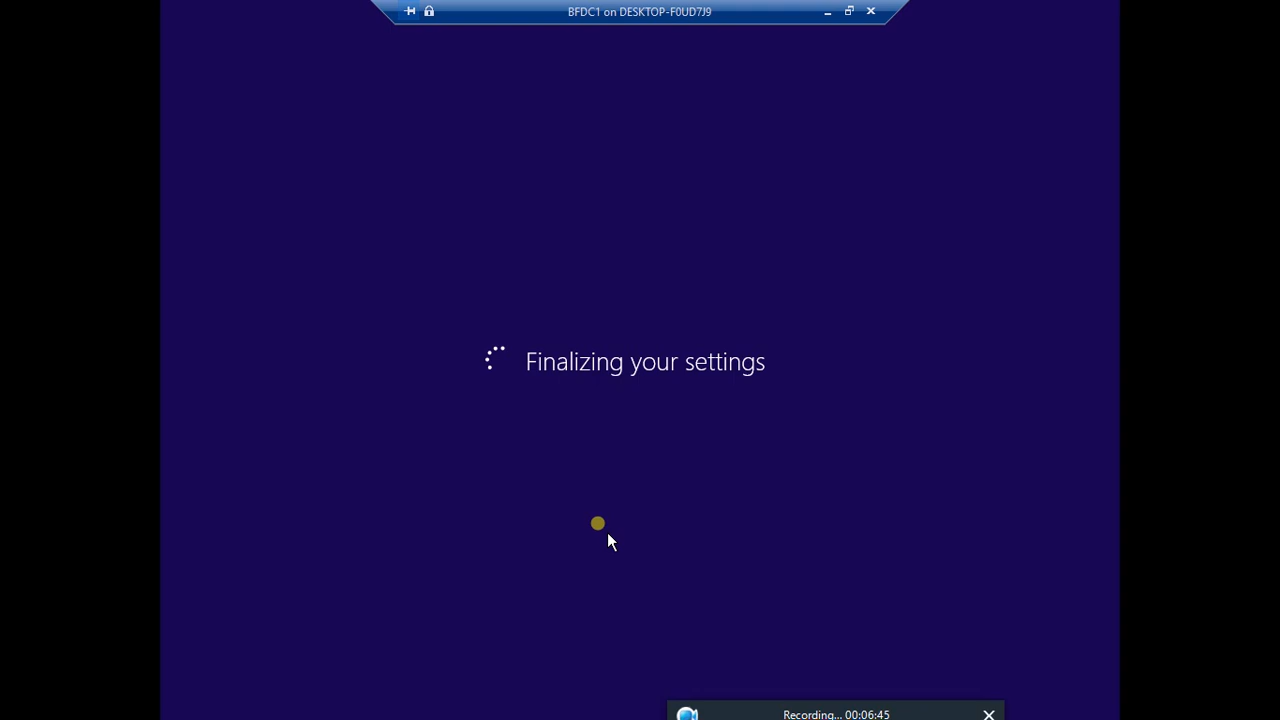 BFDC1 on DESKTOP-F0UD7J9
Finalizing your settings
Recording... 00:06:45